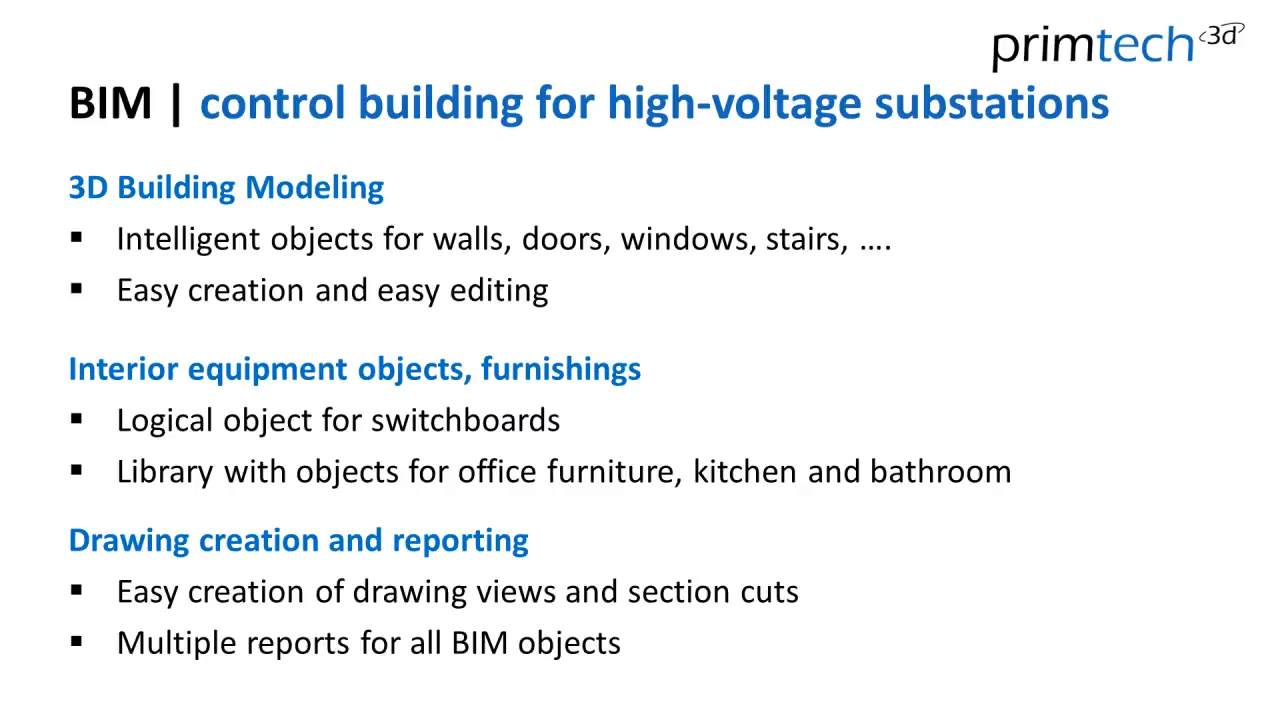 primtech 3d
BIM | control building for high-voltage substations
3D Building Modeling
▪ Intelligent objects for walls, doors, windows, stairs, ….
▪ Easy creation and easy editing
Interior equipment objects, furnishings
▪ Logical object for switchboards
▪ Library with objects for office furniture, kitchen and bathroom
Drawing creation and reporting
▪ Easy creation of drawing views and section cuts
▪ Multiple reports for all BIM objects